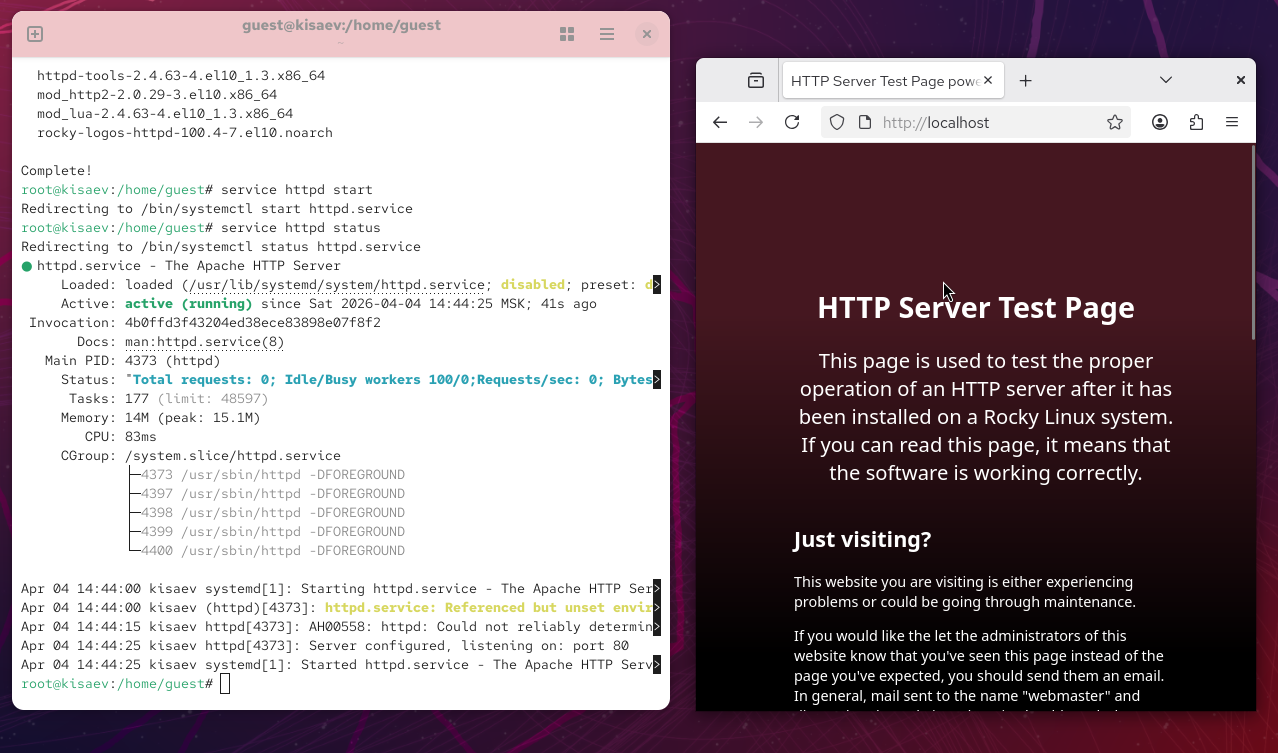 guest@kisaev:/home/guest
httpd-tools-2.4.63-4.el10_1.3.x86_64
mod_http2-2.0.29-3.el10.x86_64
mod_lua-2.4.63-4.el10_1.3.x86_64
rocky-logos-httpd-100.4-7.el10.noarch
Complete!
root@kisaev:/home/guest# service httpd start
Redirecting to /bin/systemctl start httpd.service
root@kisaev:/home/guest# service httpd status
Redirecting to /bin/systemctl status httpd.service
● httpd.service - The Apache HTTP Server
Loaded: loaded (/usr/lib/systemd/system/httpd.service; disabled; preset: d>
Active: active (running) since Sat 2026-04-04 14:44:25 MSK; 41s ago
Invocation: 4b0ffd3f43204ed38ece83898e07f8f2
Docs: man:httpd.service(8)
Main PID: 4373 (httpd)
Status: "Total requests: 0; Idle/Busy workers 100/0;Requests/sec: 0; Bytes>
Tasks: 177 (limit: 48597)
Memory: 14M (peak: 15.1M)
CPU: 83ms
CGroup: /system.slice/httpd.service
├─4373 /usr/sbin/httpd -DFOREGROUND
├─4397 /usr/sbin/httpd -DFOREGROUND
├─4398 /usr/sbin/httpd -DFOREGROUND
├─4399 /usr/sbin/httpd -DFOREGROUND
└─4400 /usr/sbin/httpd -DFOREGROUND
Apr 04 14:44:00 kisaev systemd[1]: Starting httpd.service - The Apache HTTP Ser>
Apr 04 14:44:00 kisaev (httpd)[4373]: httpd.service: Referenced but unset envir>
Apr 04 14:44:15 kisaev httpd[4373]: AH00558: httpd: Could not reliably determin>
Apr 04 14:44:25 kisaev httpd[4373]: Server configured, listening on: port 80
Apr 04 14:44:25 kisaev systemd[1]: Started httpd.service - The Apache HTTP Serv>
root@kisaev:/home/guest#
HTTP Server Test Page powe
http://localhost
HTTP Server Test Page
This page is used to test the proper
operation of an HTTP server after it has
been installed on a Rocky Linux system.
If you can read this page, it means that
the software is working correctly.
Just visiting?
This website you are visiting is either experiencing
problems or could be going through maintenance.
If you would like the let the administrators of this
website know that you've seen this page instead of the
page you've expected, you should send them an email.
In general, mail sent to the name "webmaster" and